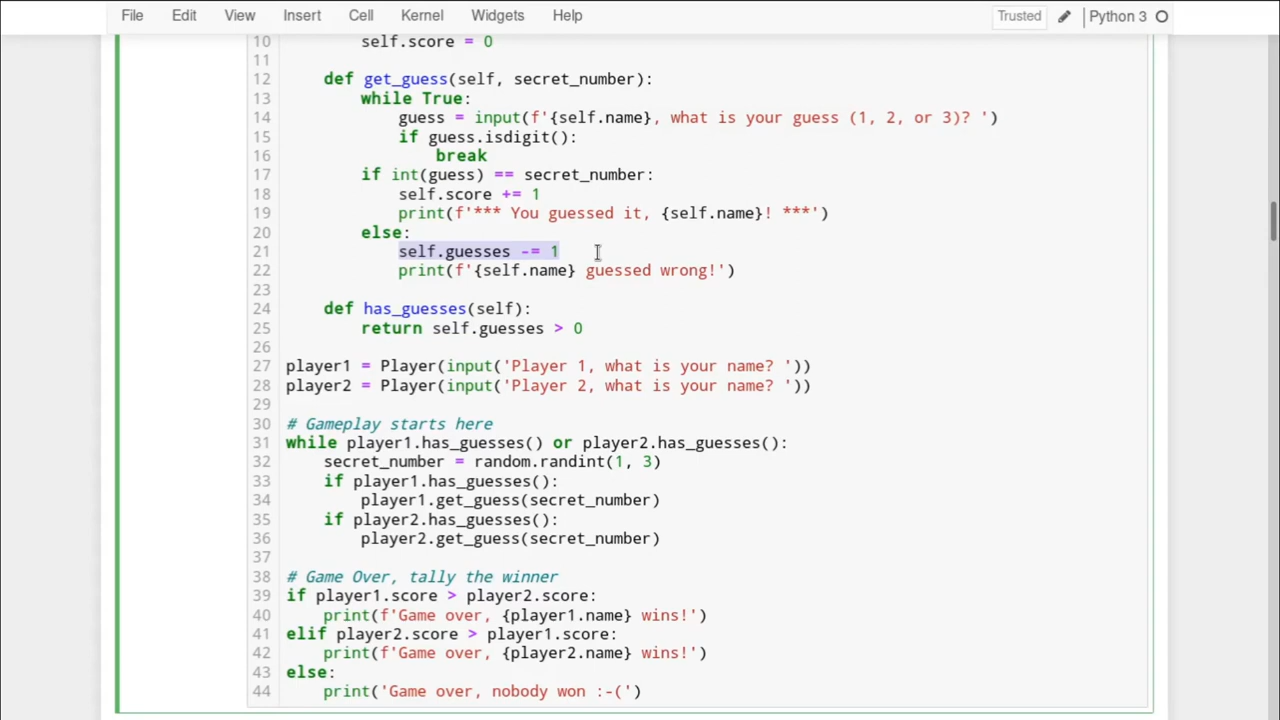 File Edit View Insert Cell Kernel Widgets Help Trusted Python 3
10         self.score = 0
11
12     def get_guess(self, secret_number):
13         while True:
14             guess = input(f'{self.name}, what is your guess (1, 2, or 3)? ')
15             if guess.isdigit():
16                 break
17         if int(guess) == secret_number:
18             self.score += 1
19             print(f'*** You guessed it, {self.name}! ***')
20         else:
21             self.guesses -= 1
22             print(f'{self.name} guessed wrong!')
23
24     def has_guesses(self):
25         return self.guesses > 0
26
27 player1 = Player(input('Player 1, what is your name? '))
28 player2 = Player(input('Player 2, what is your name? '))
29
30 # Gameplay starts here
31 while player1.has_guesses() or player2.has_guesses():
32     secret_number = random.randint(1, 3)
33     if player1.has_guesses():
34         player1.get_guess(secret_number)
35     if player2.has_guesses():
36         player2.get_guess(secret_number)
37
38 # Game Over, tally the winner
39 if player1.score > player2.score:
40     print(f'Game over, {player1.name} wins!')
41 elif player2.score > player1.score:
42     print(f'Game over, {player2.name} wins!')
43 else:
44     print('Game over, nobody won :-(')